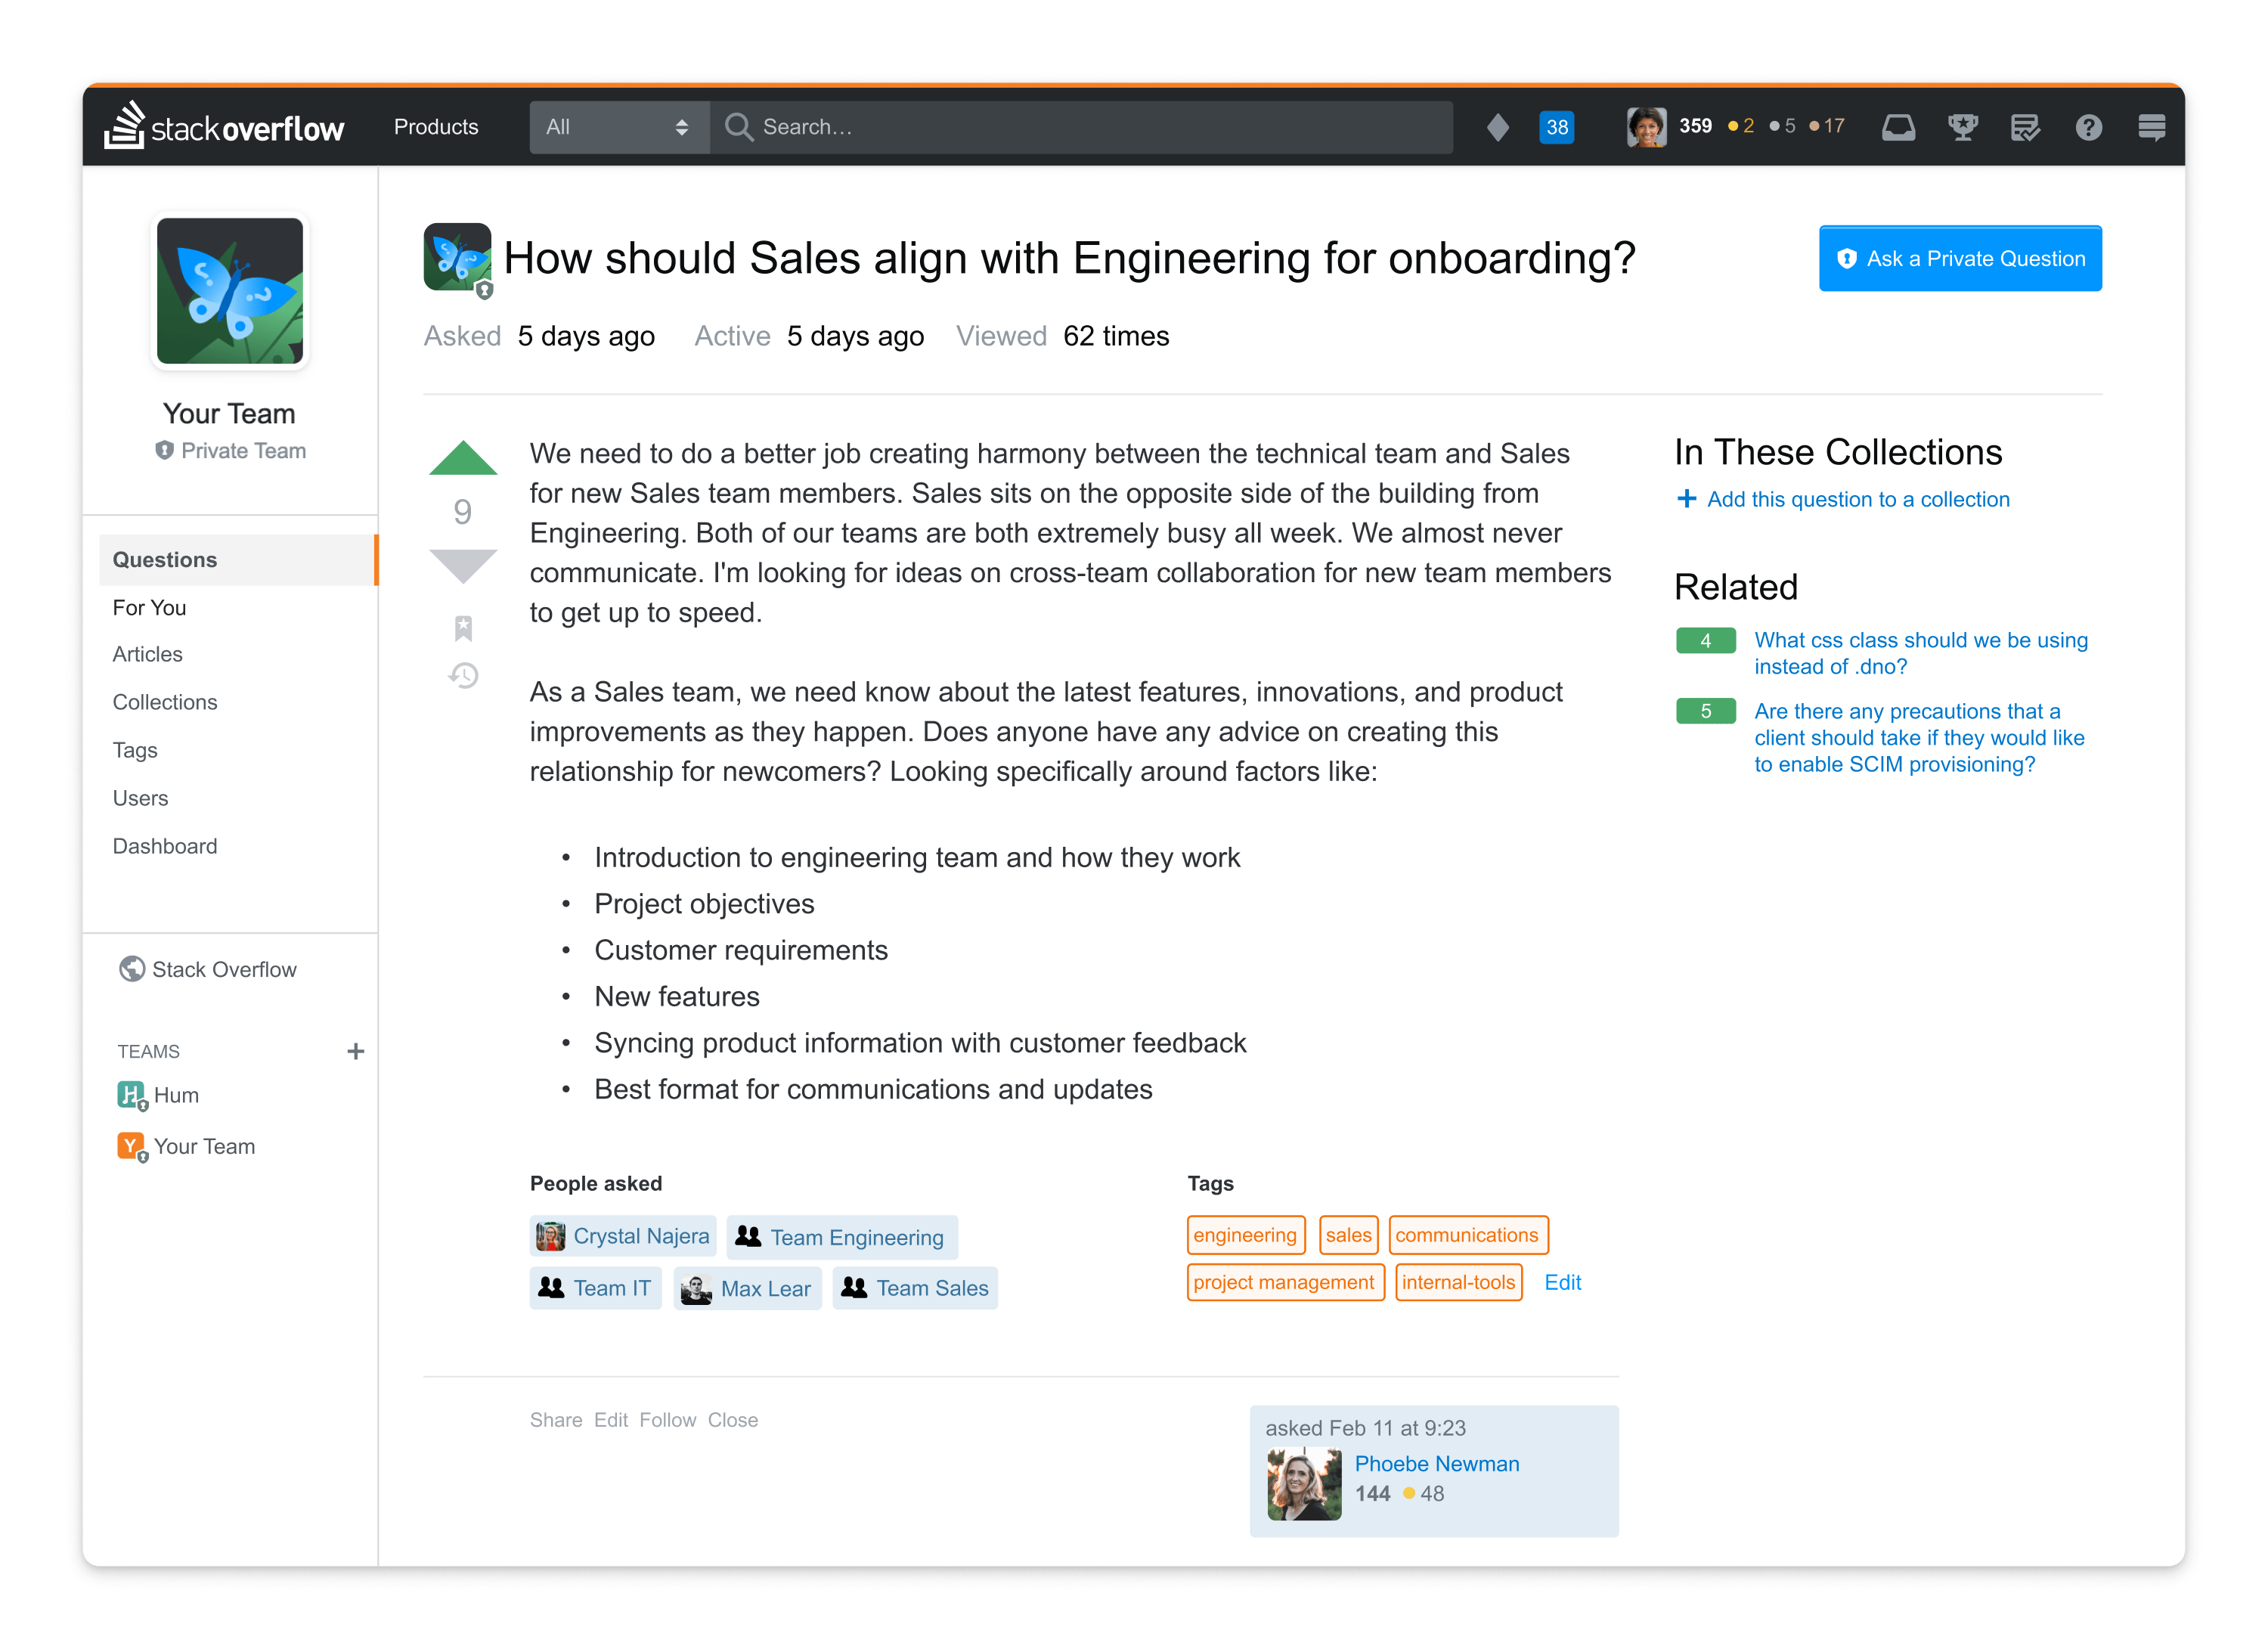 stackoverflow
Products
All
Search...
38
359
2
5
17
Your Team
Private Team
Questions
For You
Articles
Collections
Tags
Users
Dashboard
Stack Overflow
TEAMS
Hum
Y
Your Team
How should Sales align with Engineering for onboarding?
Ask a Private Question
Asked 5 days ago Active 5 days ago Viewed 62 times
9
We need to do a better job creating harmony between the technical team and Sales
for new Sales team members. Sales sits on the opposite side of the building from
Engineering. Both of our teams are both extremely busy all week. We almost never
communicate. I'm looking for ideas on cross-team collaboration for new team members
to get up to speed.
As a Sales team, we need know about the latest features, innovations, and product
improvements as they happen. Does anyone have any advice on creating this
relationship for newcomers? Looking specifically around factors like:
• Introduction to engineering team and how they work
• Project objectives
• Customer requirements
• New features
• Syncing product information with customer feedback
• Best format for communications and updates
People asked
Crystal Najera Team Engineering
Team IT Max Lear Team Sales
Tags
engineering sales communications
project management internal-tools Edit
Share Edit Follow Close
asked Feb 11 at 9:23
Phoebe Newman
144 48
In These Collections
+ Add this question to a collection
Related
4 What css class should we be using
instead of .dno?
5 Are there any precautions that a
client should take if they would like
to enable SCIM provisioning?